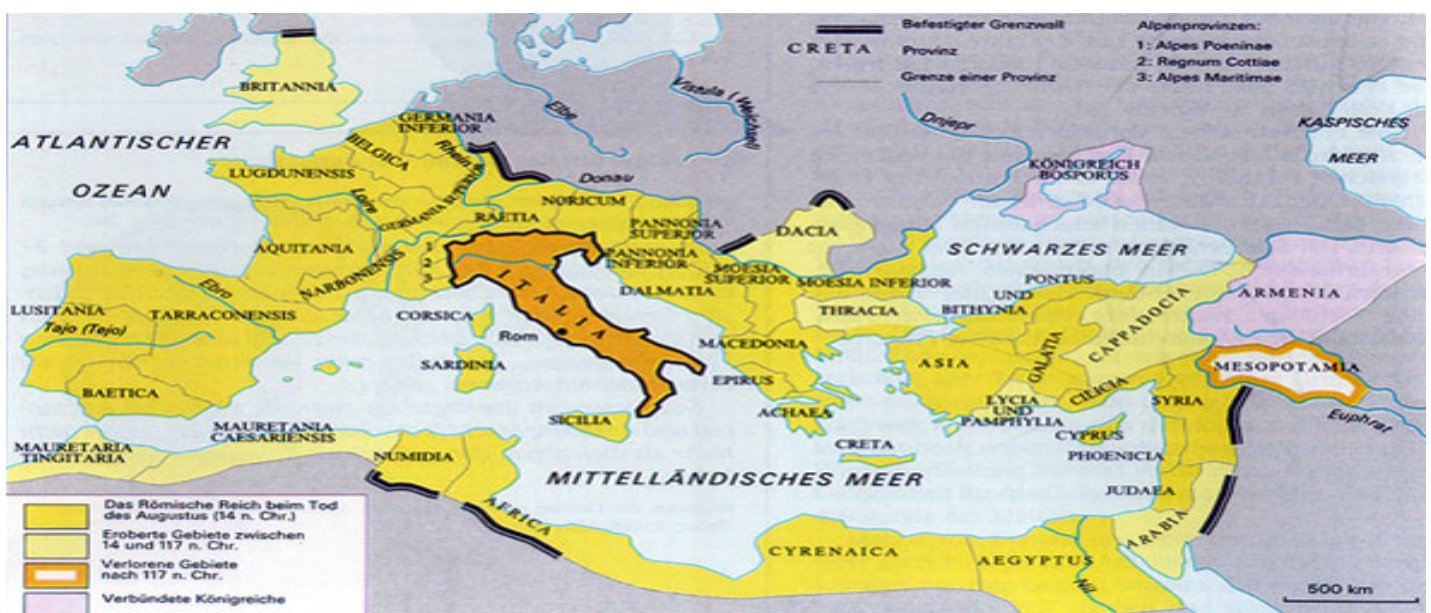 Befestigter Grenzwall
CRETA Provinz
Grenze einer Provinz
Alpenprovinzen:
1: Alpes Poeninae
2: Regnum Cottiae
3: Alpes Maritimae
BRITANNIA
ATLANTISCHER
OZEAN
GERMANIA
INFERIOR
BELGICA
Rhein
LUGDUNENSIS
Loire
GERMANIA SUPERIOR
AQUITANIA
NARBONENSIS
Elbe
Vistula (Weichsel)
Dnjepr
Donau
RAETIA
NORICUM
PANNONIA
SUPERIOR
PANNONIA
INFERIOR
DACIA
KÖNIGREICH
BOSPORUS
KASPISCHES
MEER
SCHWARZES MEER
1
2
3
ITALIA
Rom
DALMATIA
MOESIA
SUPERIOR
MOESIA INFERIOR
THRACIA
MACEDONIA
EPIRUS
ACHAEA
CRETA
PONTUS
UND
BITHYNIA
ASIA
GALATIA
CAPPADOCIA
ARMENIA
MESOPOTAMIA
Euphrat
LYCIA
UND
PAMPHYLIA
CILICIA
SYRIA
CYPRUS
PHOENICIA
JUDAEA
ARABIA
LUSITANIA
Tajo (Tejo)
Ebro
TARRACONENSIS
BAETICA
CORSICA
SARDINIA
SICILIA
MAURETARIA
TINGITARIA
MAURETANIA
CAESARIENSIS
NUMIDIA
AFRICA
MITTELLÄNDISCHES MEER
CYRENAICA
AEGYPTUS
Nil
Das Römische Reich beim Tod
des Augustus (14 n. Chr.)
Eroberte Gebiete zwischen
14 und 117 n. Chr.
Verlorene Gebiete
nach 117 n. Chr.
Verbündete Königreiche
500 km